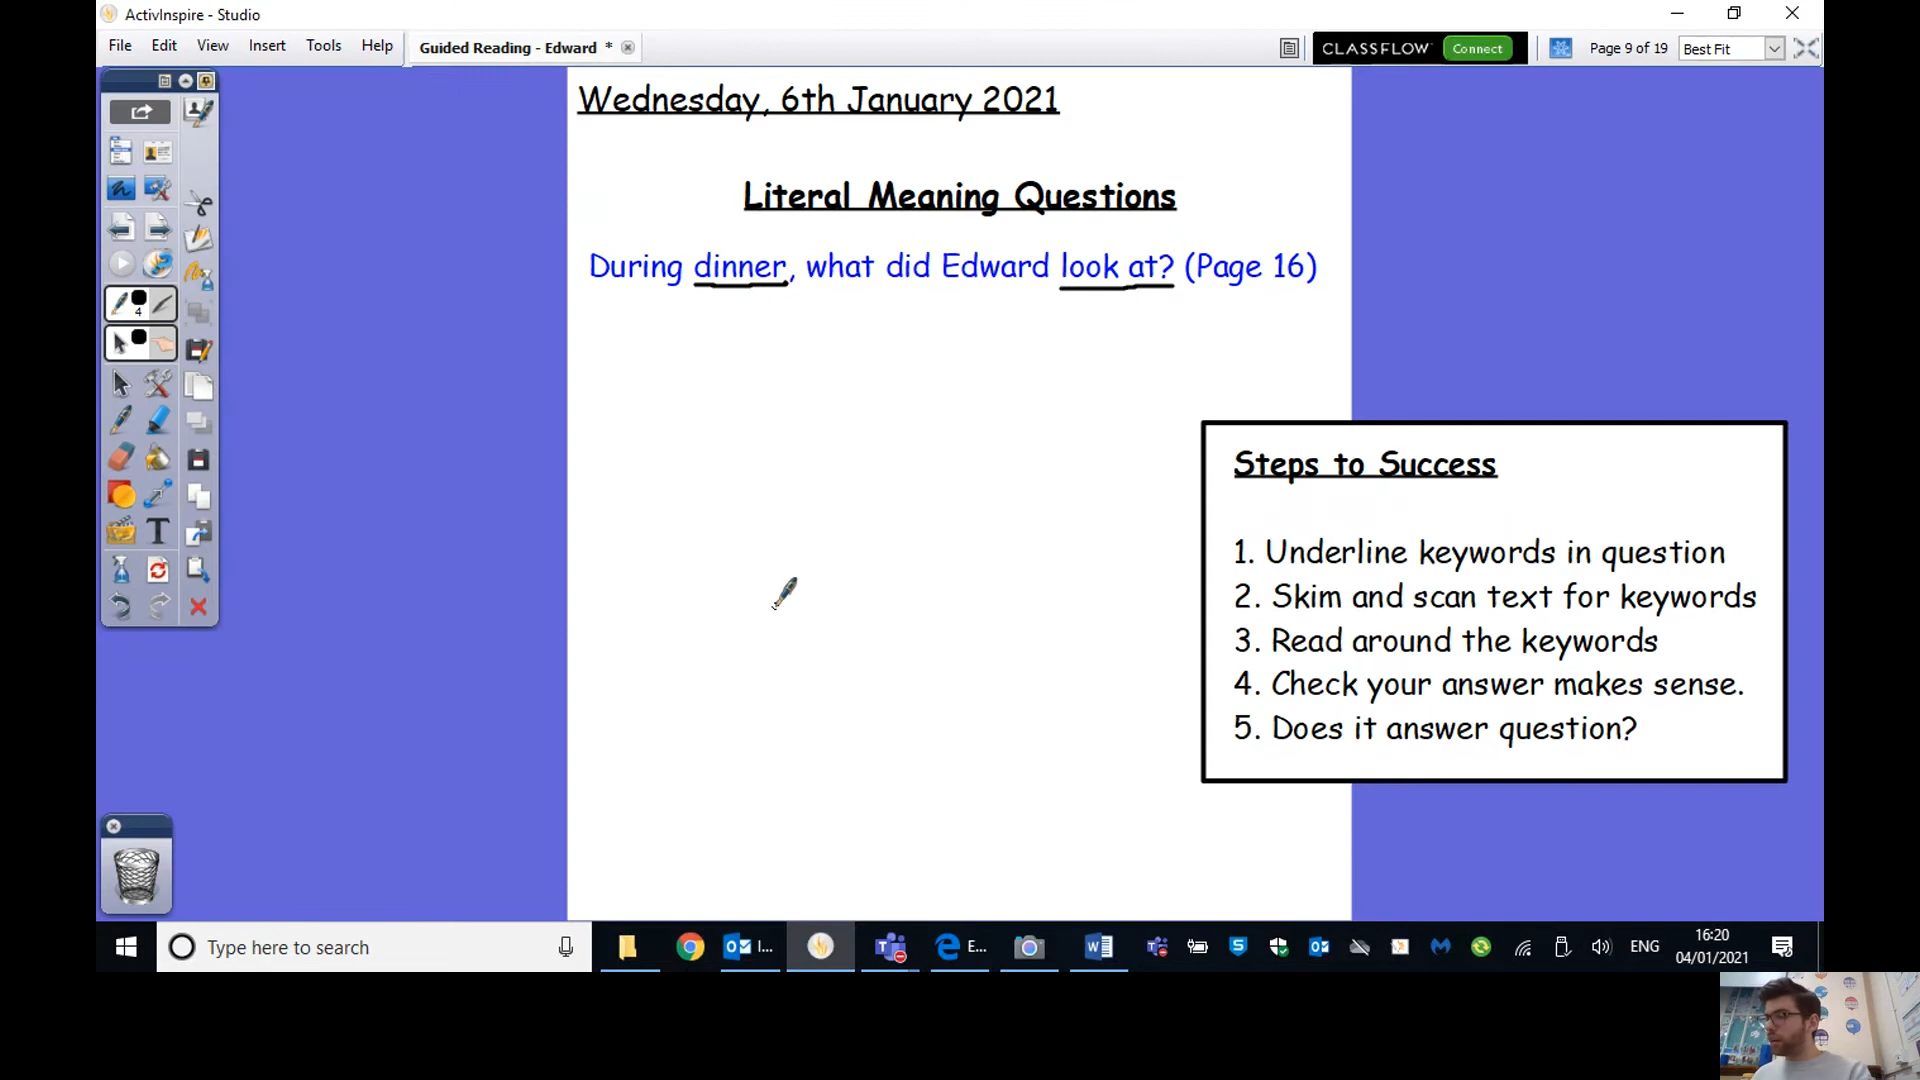 ActivInspire - Studio
File Edit View Insert Tools Help
Guided Reading - Edward *
CLASSFLOW Connect
Page 9 of 19
Best Fit
4
T
Wednesday, 6th January 2021
Literal Meaning Questions
During dinner, what did Edward look at? (Page 16)
Steps to Success
1. Underline keywords in question
2. Skim and scan text for keywords
3. Read around the keywords
4. Check your answer makes sense.
5. Does it answer question?
Type here to search
I...
E...
ENG
16:20
04/01/2021